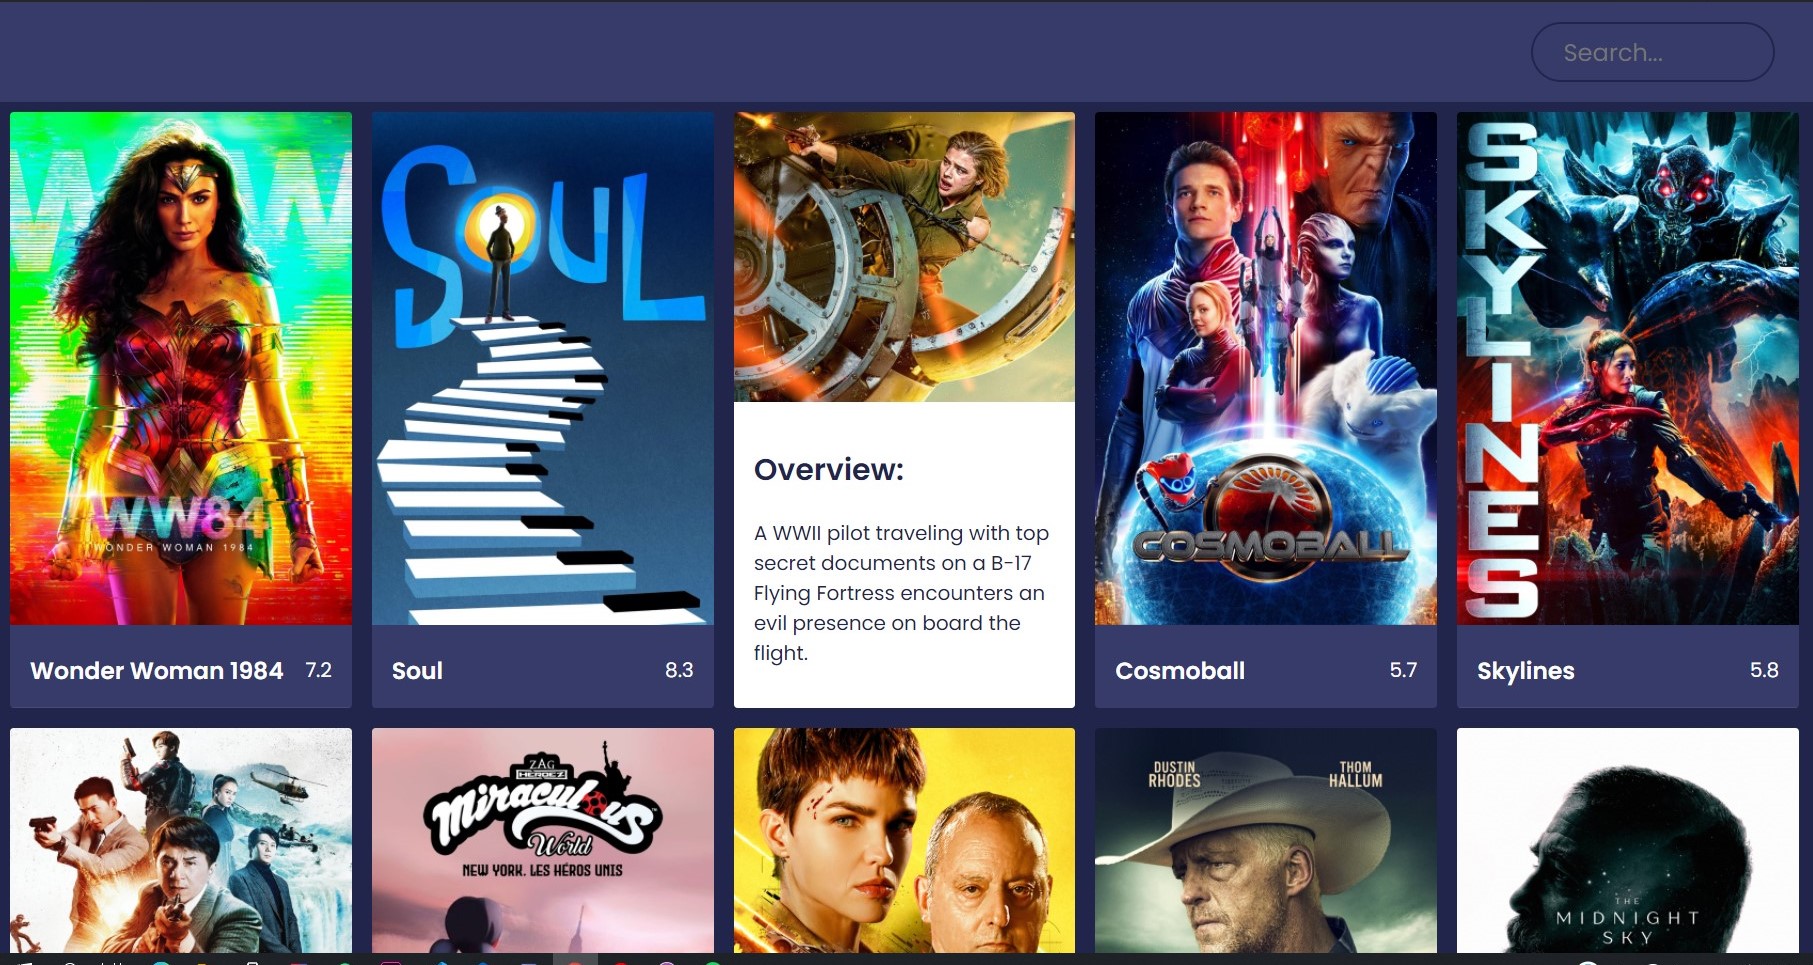 Search...
WW
WW84
WONDER WOMAN 1984
Wonder Woman 1984 7.2
SOUL
Soul 8.3
Overview:
A WWII pilot traveling with top
secret documents on a B-17
Flying Fortress encounters an
evil presence on board the
flight.
COSMOBALL
Cosmoball 5.7
SKYLINES
Skylines 5.8
ZAG
HEROEZ
Miraculous
World
NEW YORK, LES HÉROS UNIS
DUSTIN
RHODES
THOM
HALLUM
THE
MIDNIGHT
SKY